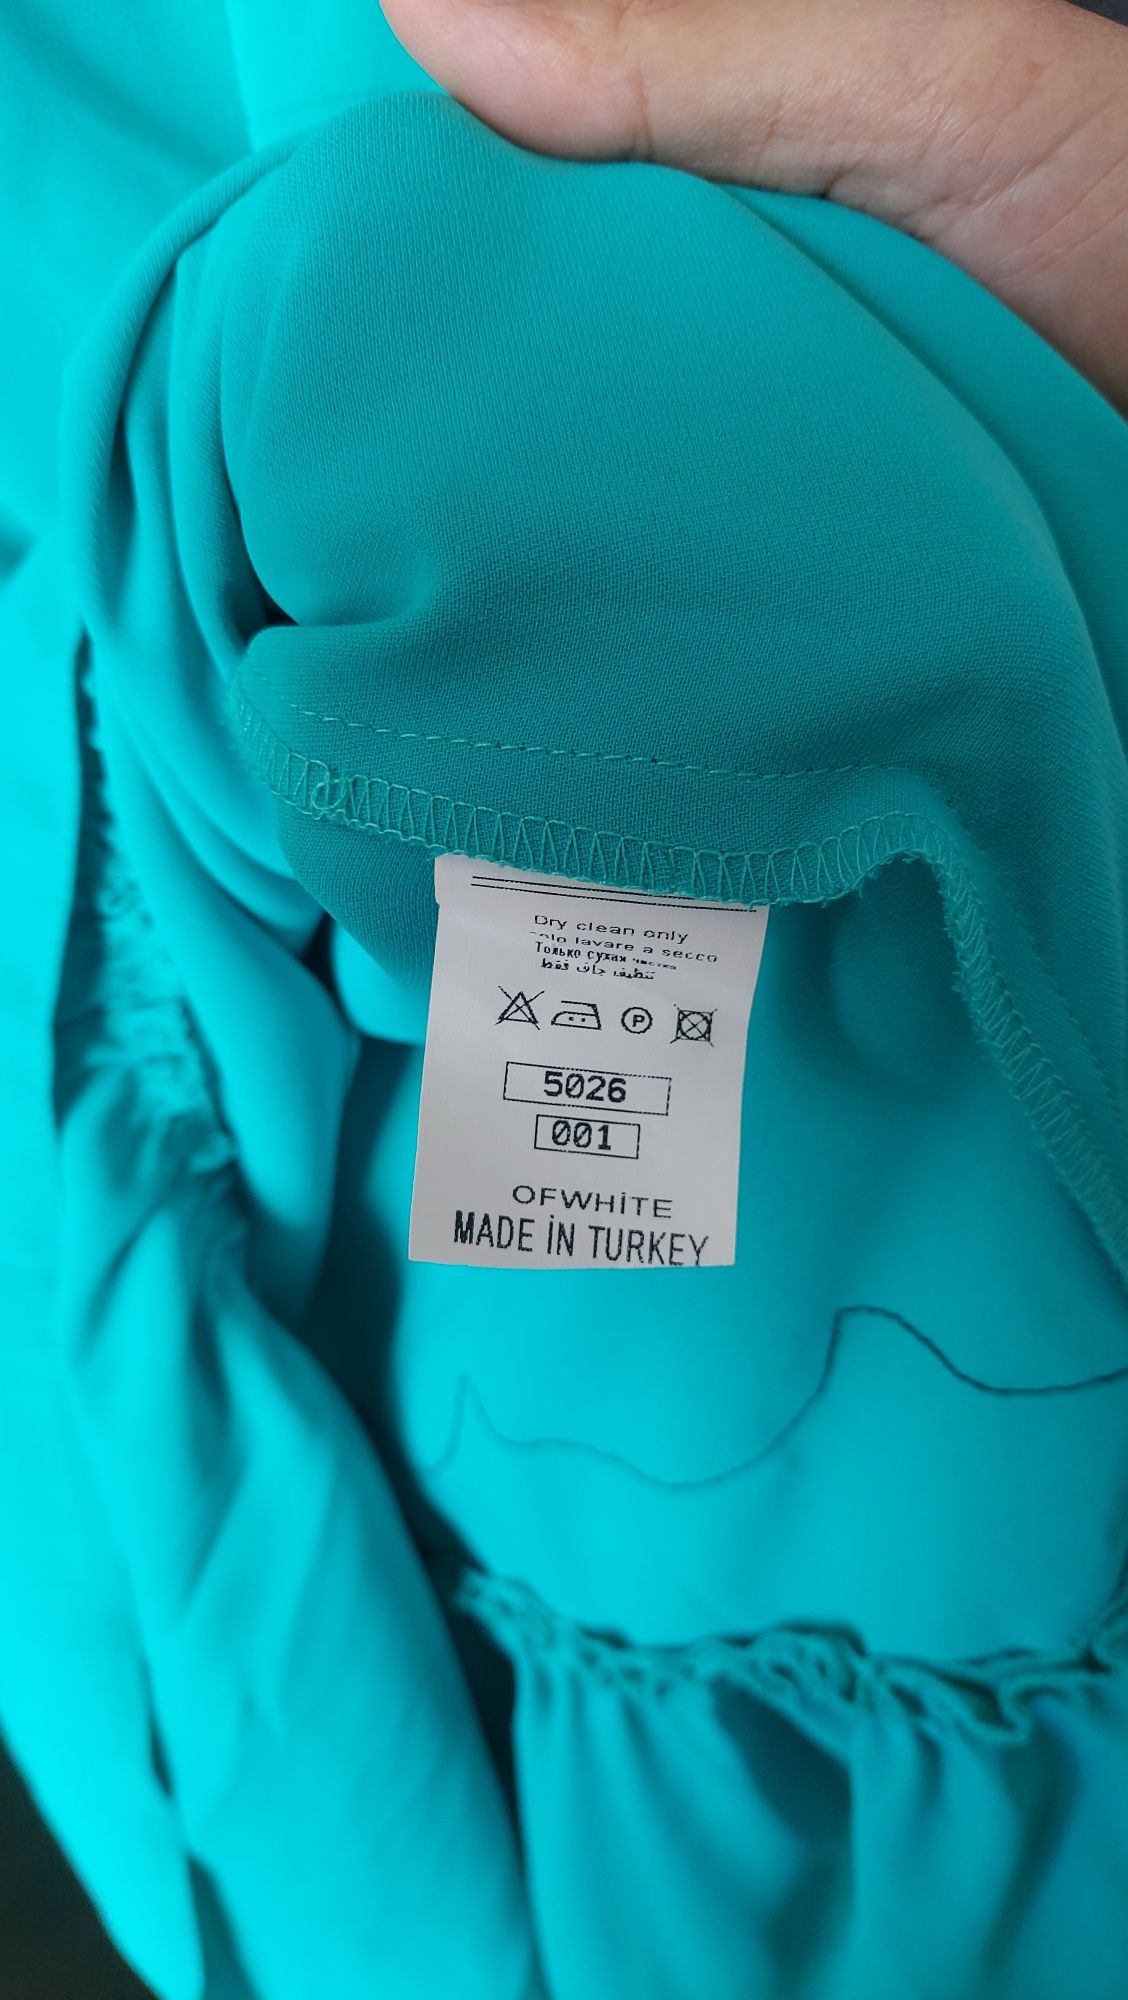 Dry clean only
Solo lavare a secco
Только сухая чистка
تنظيف جاف فقط
P
5026
001
OFWHİTE
MADE İN TURKEY